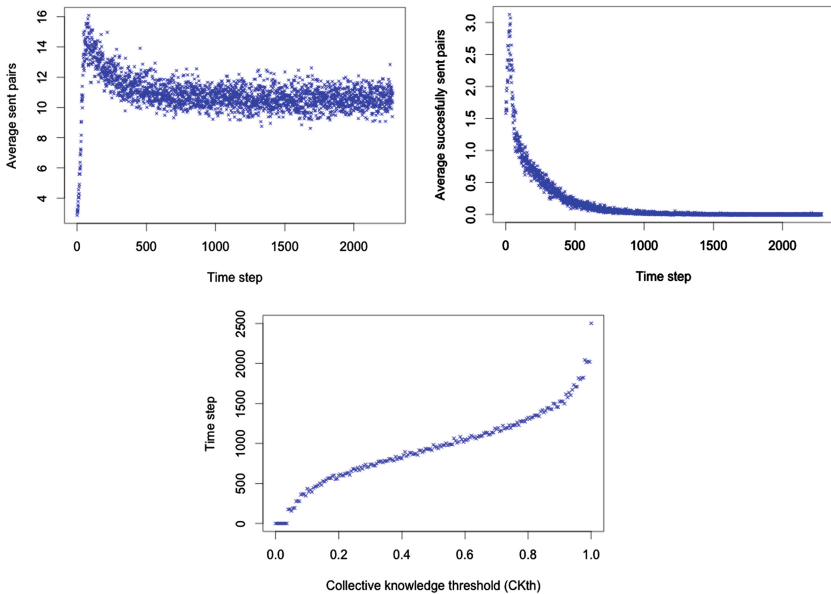 Average sent pairs
16
14
12
10
8
6
4
0 500 1000 1500 2000
Time step
Average succesfully sent pairs
3.0
2.5
2.0
1.5
1.0
0.5
0.0
0 500 1000 1500 2000
Time step
Time step
2500
2000
1500
1000
500
0
0.0 0.2 0.4 0.6 0.8 1.0
Collective knowledge threshold (CKth)